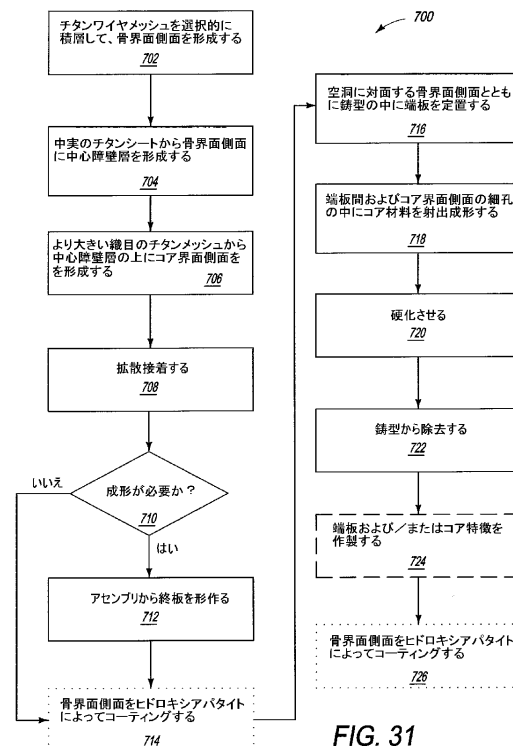 700
チタンワイヤメッシュを選択的に
積層して、骨界面側面を形成する
702
中実のチタンシートから骨界面側面
に中心障壁層を形成する
704
より大きい織目のチタンメッシュから
中心障壁層の上にコア界面側面を
を形成する
706
拡散接着する
708
成形が必要か？
710
いいえ
はい
アセンブリから終板を形作る
712
骨界面側面をヒドロキシアパタイト
によってコーティングする
714
空洞に対面する骨界面側面ととも
に鋳型の中に端板を定置する
716
端板間およびコア界面側面の細孔
の中にコア材料を射出成形する
718
硬化させる
720
鋳型から除去する
722
端板および／またはコア特徴を
作製する
724
骨界面側面をヒドロキシアパタイト
によってコーティングする
726
FIG. 31